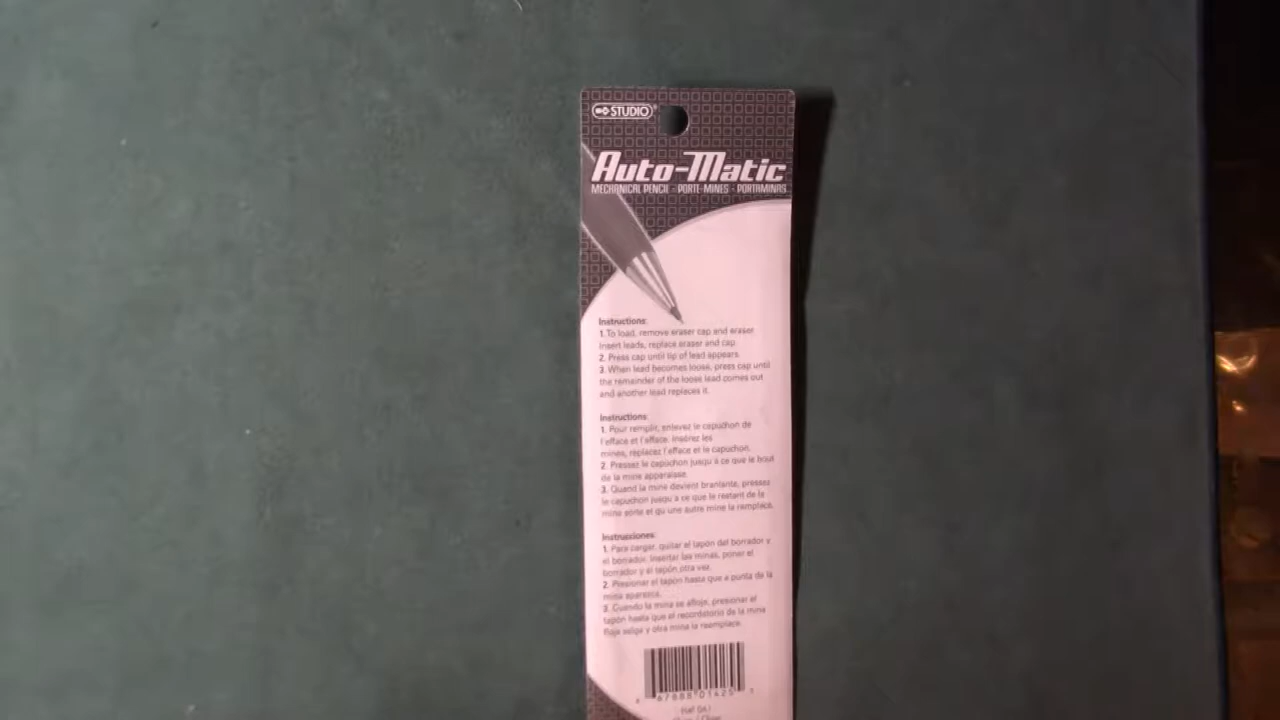 STUDIO®
Auto-Matic
MECHANICAL PENCIL - PORTE-MINES - PORTAMINAS
Instructions:
1. To load, remove eraser cap and eraser
Insert leads, replace eraser and cap.
2. Press cap until tip of lead appears.
3. When lead becomes loose, press cap until
the remainder of the loose lead comes out
and another lead replaces it.
Instructions:
1. Pour remplir, enlevez le capuchon de
l'efface et l'efface. Insérez les
mines, replacez l'efface et le capuchon.
2. Pressez le capuchon jusqu'à ce que le bout
de la mine apparaisse.
3. Quand la mine devient branlante, pressez
le capuchon jusqu'à ce que le restant de la
mine sorte et qu'une autre mine la remplace.
Instrucciones:
1. Para cargar, quitar el tapón del borrador y
el borrador. Insertar las minas, poner el
borrador y el tapón otra vez.
2. Presionar el tapón hasta que a punta de la
mina aparezca.
3. Cuando la mina se afloje, presionar el
tapón hasta que el recordatorio de la mina
floja salga y otra mina la reemplace.
67888 01425